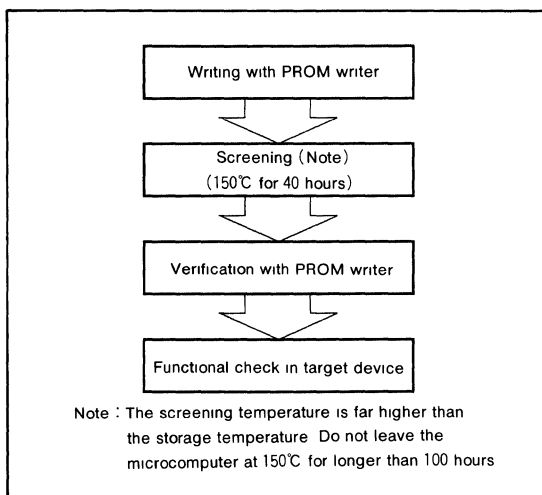 Writing with PROM writer
Screening (Note)
(150℃ for 40 hours)
Verification with PROM writer
Functional check in target device
Note : The screening temperature is far higher than
the storage temperature Do not leave the
microcomputer at 150℃ for longer than 100 hours